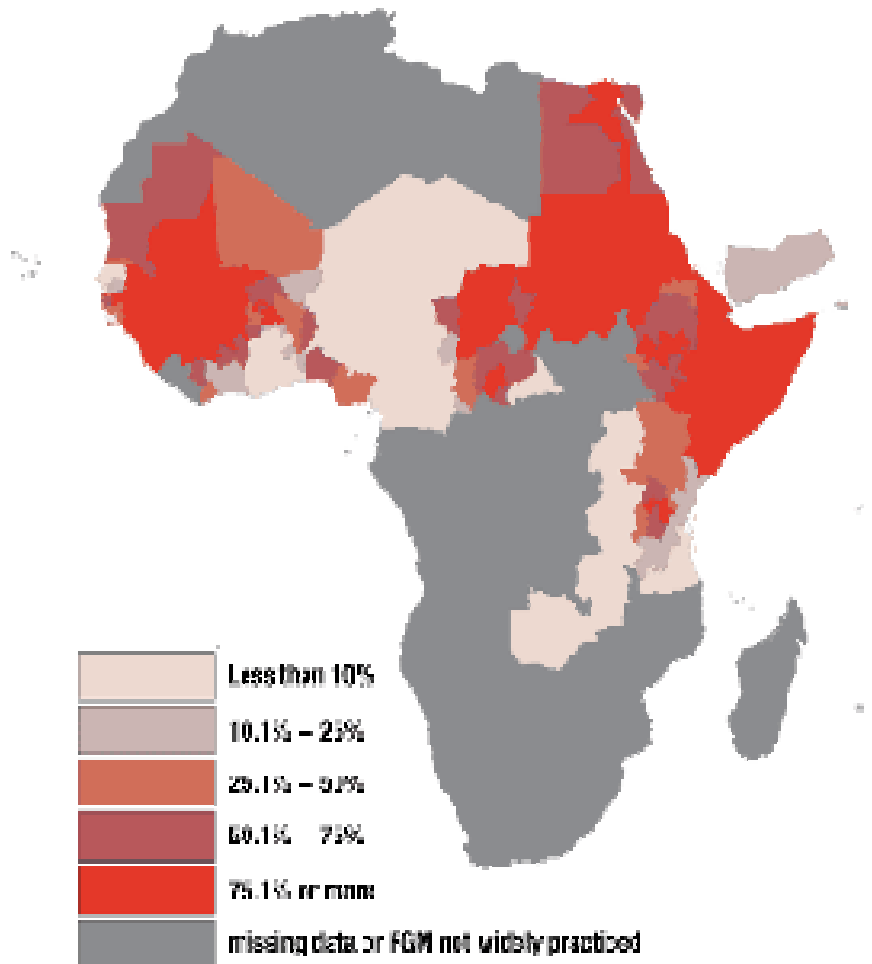 Less than 10%
10.1% – 25%
25.1% – 50%
50.1% – 75%
75.1% or more
missing data or FGM not widely practiced